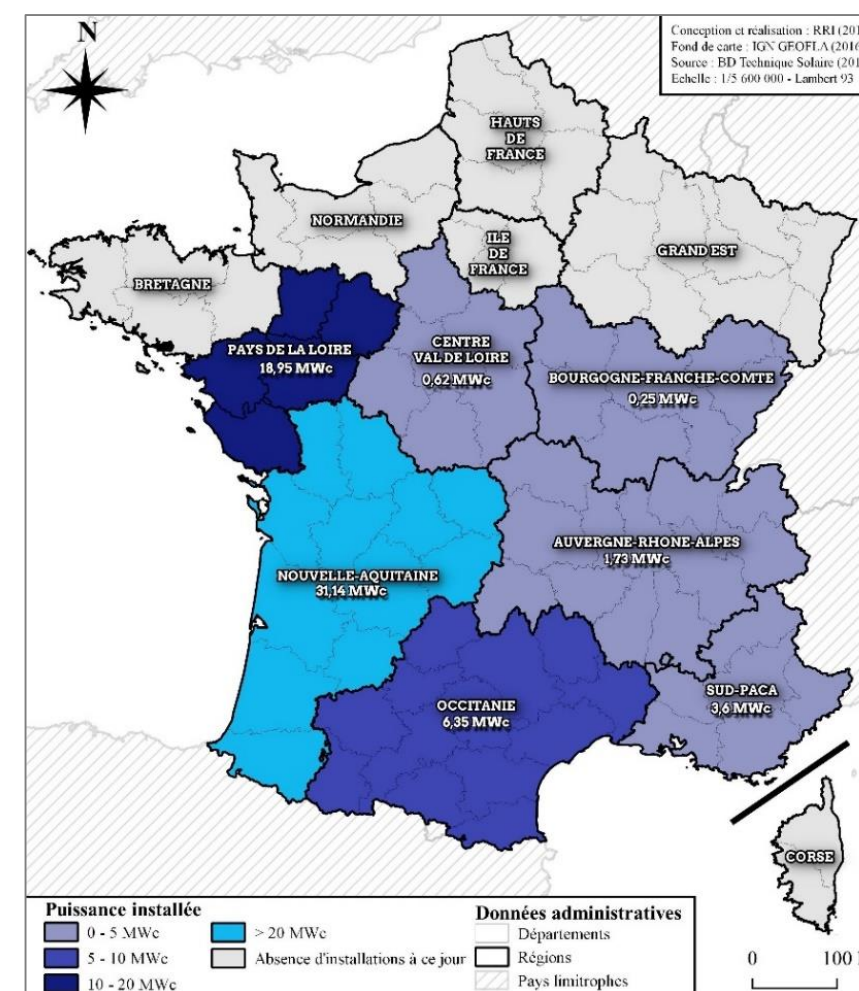 Conception et réalisation : RRI (201
Fond de carte : IGN GEOFLA (2016
Source : BD Technique Solaire (201
Echelle : 1/5 600 000 - Lambert 93
N
HAUTS
DE
FRANCE
NORMANDIE
ILE
DE
FRANCE
GRAND EST
BRETAGNE
PAYS DE LA LOIRE
18,95 MWc
CENTRE
VAL DE LOIRE
0,62 MWc
BOURGOGNE-FRANCHE-COMTE
0,25 MWc
AUVERGNE-RHONE-ALPES
1,73 MWc
NOUVELLE-AQUITAINE
31,14 MWc
OCCITANIE
6,35 MWc
SUD-PACA
3,6 MWc
CORSE
Puissance installée
0 - 5 MWc
5 - 10 MWc
10 - 20 MWc
> 20 MWc
Absence d'installations à ce jour
Données administratives
Départements
Régions
Pays limitrophes
0 100